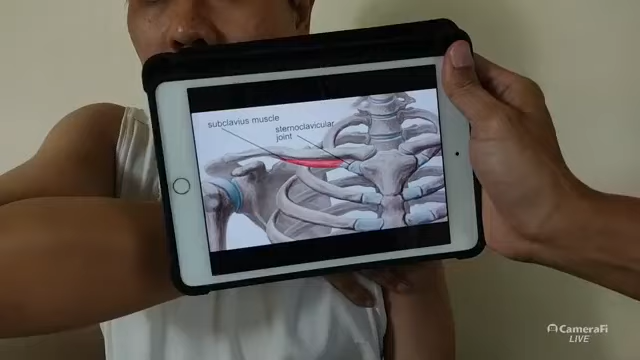 subclavius muscle
sternoclavicular
joint
CameraFi
LIVE